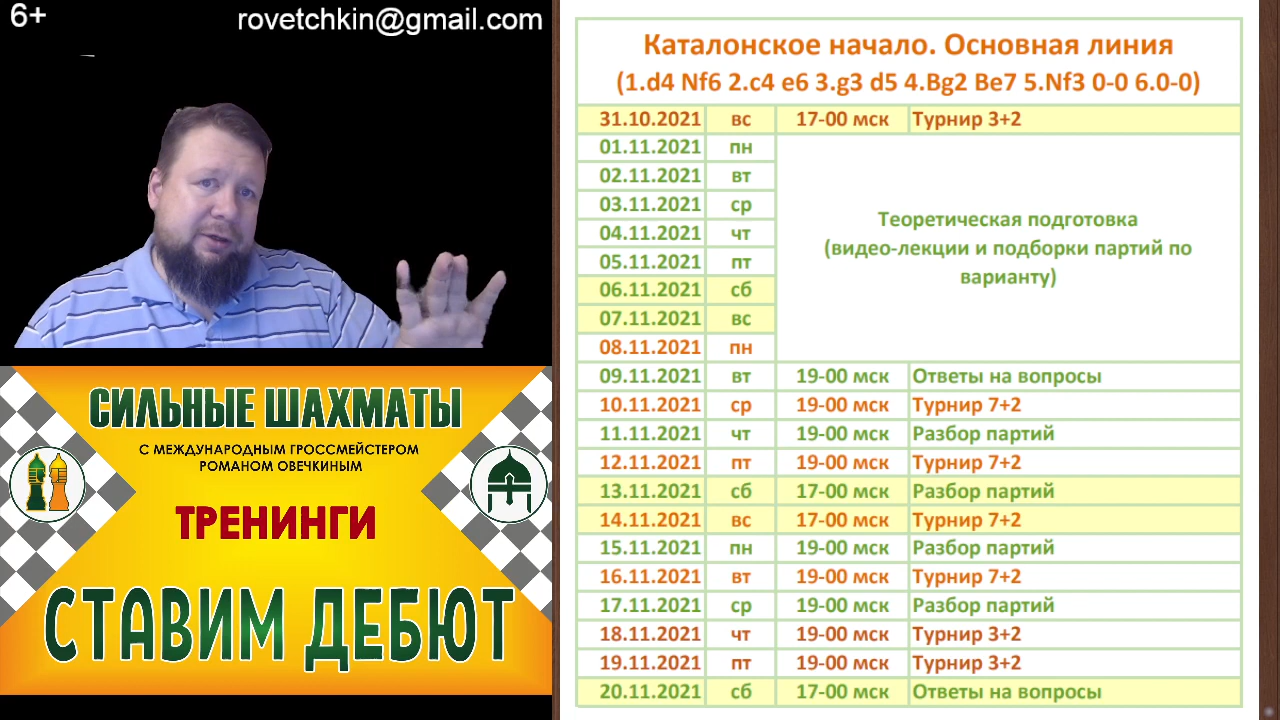 6+
rovetchkin@gmail.com
СИЛЬНЫЕ ШАХМАТЫ
С МЕЖДУНАРОДНЫМ ГРОССМЕЙСТЕРОМ
РОМАНОМ ОВЕЧКИНЫМ
ТРЕНИНГИ
СТАВИМ ДЕБЮТ
Каталонское начало. Основная линия
(1.d4 Nf6 2.c4 e6 3.g3 d5 4.Bg2 Be7 5.Nf3 0-0 6.0-0)
31.10.2021 вс 17-00 мск Турнир 3+2
01.11.2021 пн
02.11.2021 вт
03.11.2021 ср
04.11.2021 чт
05.11.2021 пт
06.11.2021 сб
07.11.2021 вс
08.11.2021 пн
Теоретическая подготовка
(видео-лекции и подборки партий по
варианту)
09.11.2021 вт 19-00 мск Ответы на вопросы
10.11.2021 ср 19-00 мск Турнир 7+2
11.11.2021 чт 19-00 мск Разбор партий
12.11.2021 пт 19-00 мск Турнир 7+2
13.11.2021 сб 17-00 мск Разбор партий
14.11.2021 вс 17-00 мск Турнир 7+2
15.11.2021 пн 19-00 мск Разбор партий
16.11.2021 вт 19-00 мск Турнир 7+2
17.11.2021 ср 19-00 мск Разбор партий
18.11.2021 чт 19-00 мск Турнир 3+2
19.11.2021 пт 19-00 мск Турнир 3+2
20.11.2021 сб 17-00 мск Ответы на вопросы